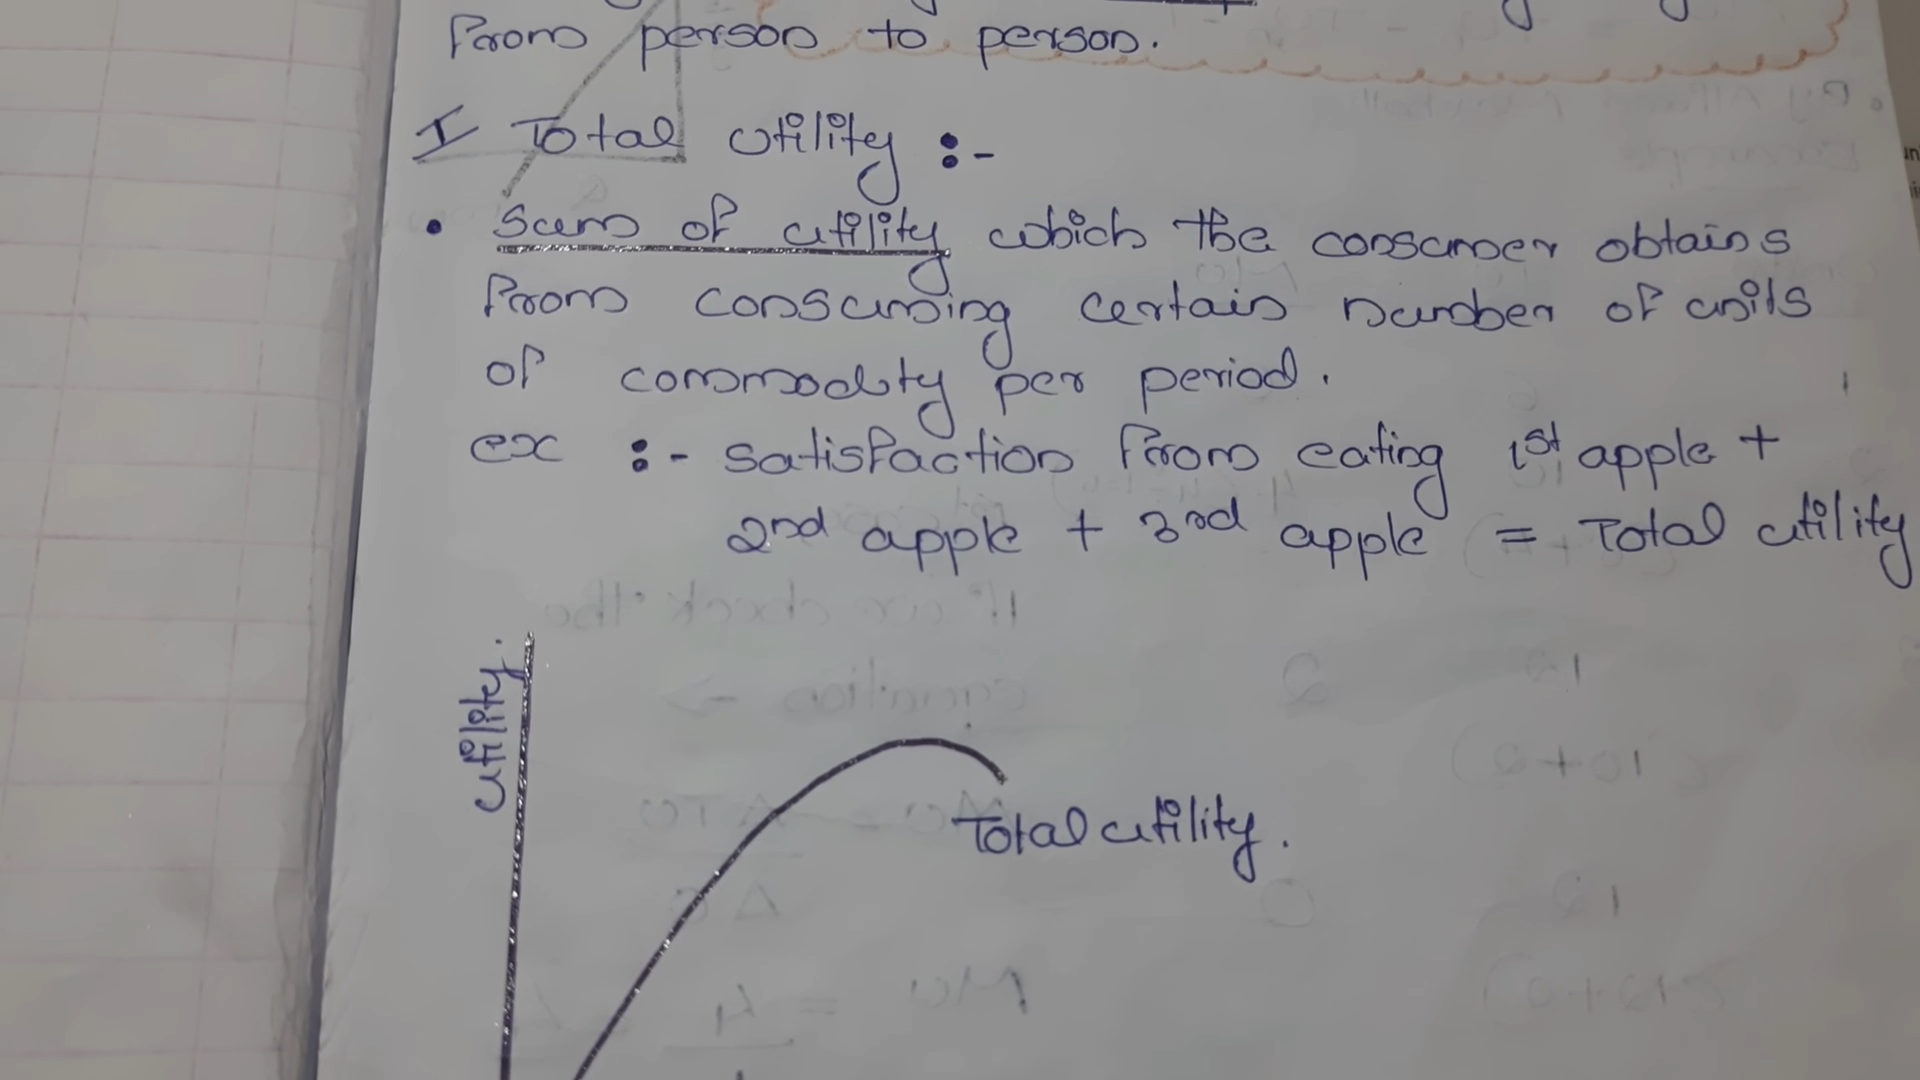 from person to person.
I Total utility :-
• Sum of utility which the consumer obtains
from consuming certain number of units
of commodity per period.
ex :- satisfaction from eating 1st apple +
2nd apple + 3rd apple = Total utility
utility.
Total utility.